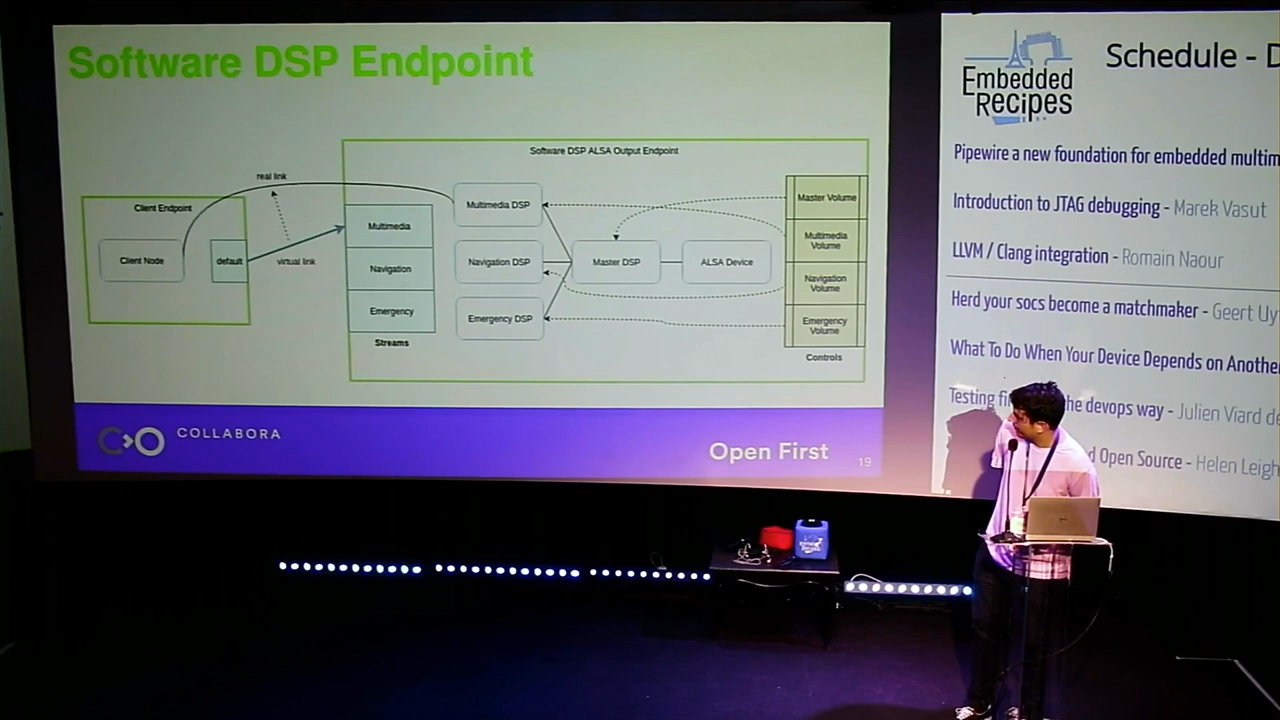 Software DSP Endpoint
Software DSP ALSA Output Endpoint
real link
Client Endpoint
Client Node
default
virtual link
Multimedia
Navigation
Emergency
Streams
Multimedia DSP
Navigation DSP
Emergency DSP
Master DSP
ALSA Device
Master Volume
Multimedia
Volume
Navigation
Volume
Emergency
Volume
Controls
COLLABORA
Open First
19
Embedded
Recipes
Schedule - D
Pipewire a new foundation for embedded multim
Introduction to JTAG debugging - Marek Vasut
LLVM / Clang integration - Romain Naour
Herd your socs become a matchmaker - Geert Uy
What To Do When Your Device Depends on Anothe
Testing fi he devops way - Julien Viard de
d Open Source - Helen Leigh